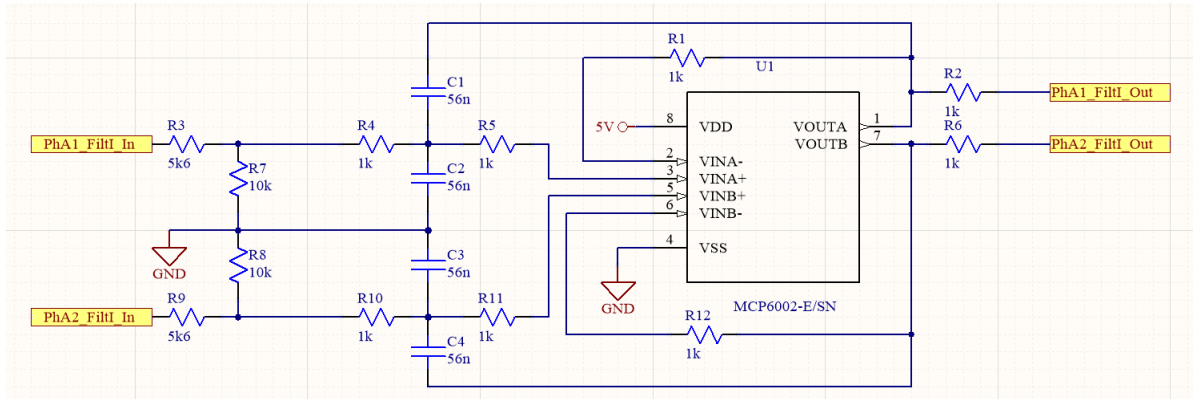 R1
1k
U1
C1
56n
R2
1k
PhA1_FiltI_Out
PhA1_FiltI_In
R3
5k6
R4
1k
R5
1k
5V
8
VDD
VOUTA
1
VOUTB
7
R6
1k
PhA2_FiltI_Out
R7
10k
C2
56n
2
VINA-
3
VINA+
5
VINB+
6
VINB-
4
VSS
GND
R8
10k
C3
56n
GND
PhA2_FiltI_In
R9
5k6
R10
1k
R11
1k
MCP6002-E/SN
R12
1k
C4
56n